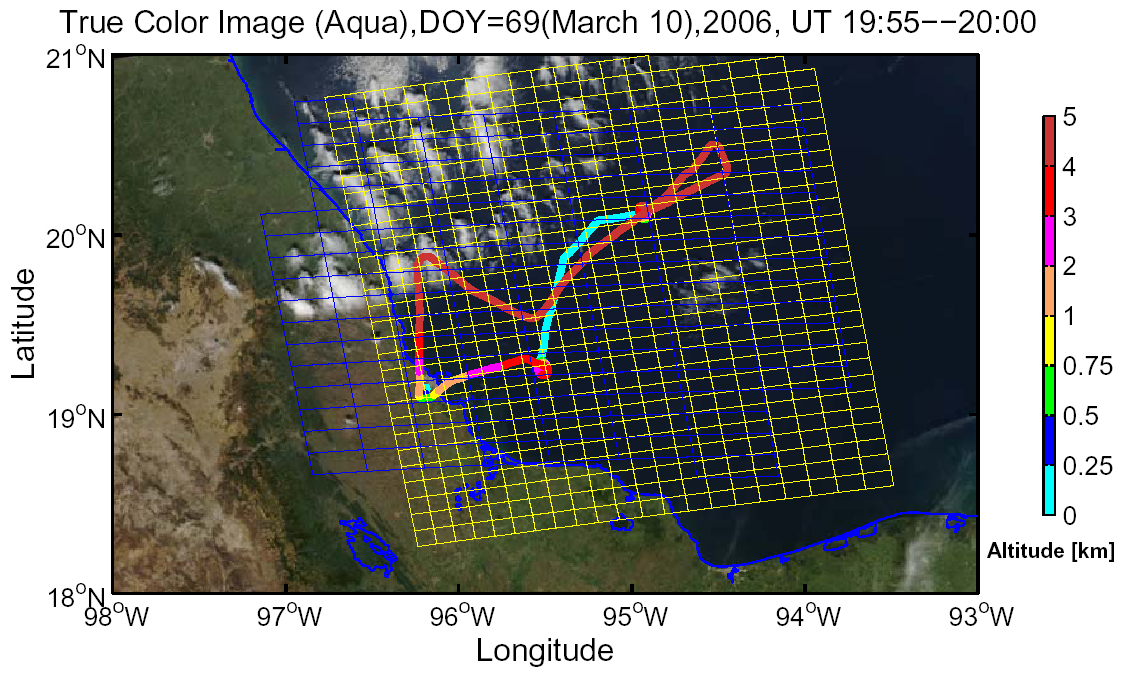 True Color Image (Aqua),DOY=69(March 10),2006, UT 19:55−−20:00
21°N
20°N
19°N
18°N
98°W
97°W
96°W
95°W
94°W
93°W
Latitude
Longitude
5
4
3
2
1
0.75
0.5
0.25
0
Altitude [km]